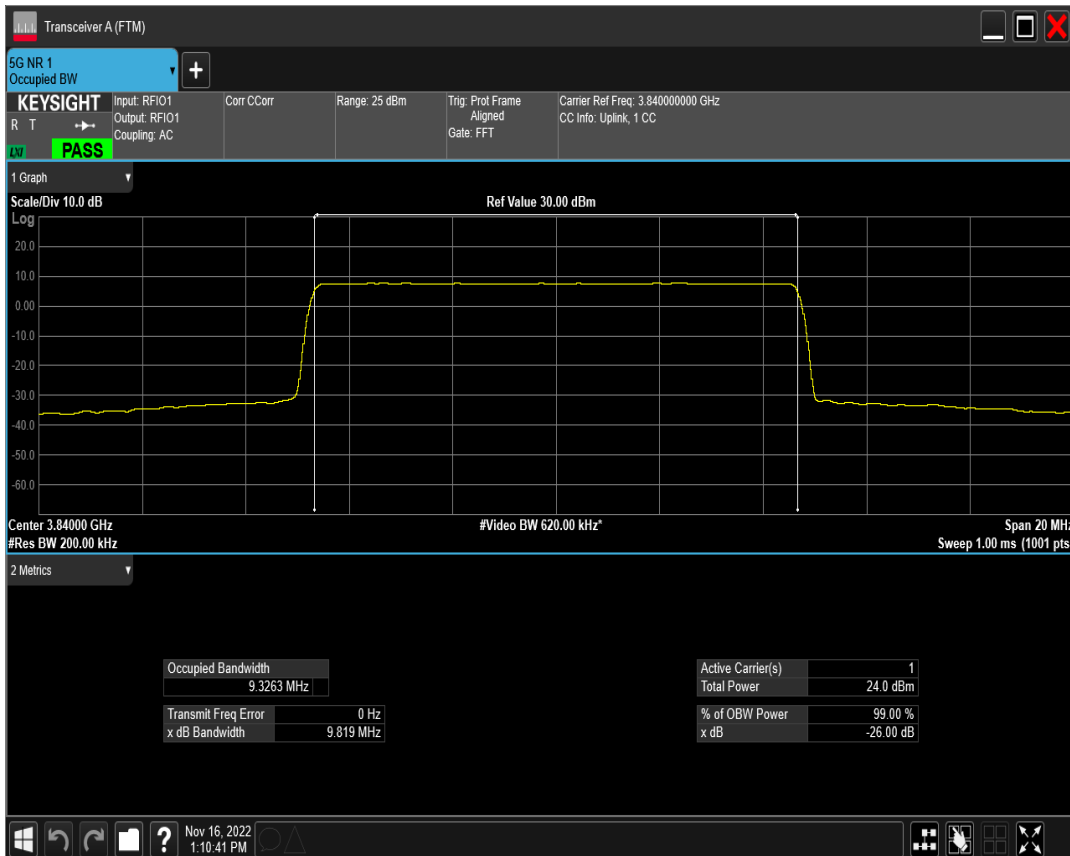 Transceiver A (FTM)
5G NR 1
Occupied BW
KEYSIGHT
R T
LXI
PASS
Input: RFIO1
Output: RFIO1
Coupling: AC
Corr CCorr
Range: 25 dBm
Trig: Prot Frame
Aligned
Gate: FFT
Carrier Ref Freq: 3.840000000 GHz
CC Info: Uplink, 1 CC
1 Graph
Scale/Div 10.0 dB
Ref Value 30.00 dBm
Log
20.0
10.0
0.00
-10.0
-20.0
-30.0
-40.0
-50.0
-60.0
Center 3.84000 GHz
#Video BW 620.00 kHz*
Span 20 MHz
#Res BW 200.00 kHz
Sweep 1.00 ms (1001 pts
2 Metrics
Occupied Bandwidth
9.3263 MHz
Transmit Freq Error 0 Hz
x dB Bandwidth 9.819 MHz
Active Carrier(s) 1
Total Power 24.0 dBm
% of OBW Power 99.00 %
x dB -26.00 dB
?
Nov 16, 2022
1:10:41 PM